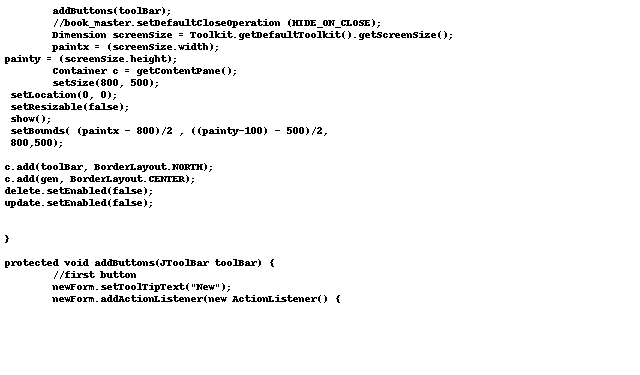 addButtons(toolBar);
//book_master.setDefaultCloseOperation (HIDE_ON_CLOSE);
Dimension screenSize = Toolkit.getDefaultToolkit().getScreenSize();
paintx = (screenSize.width);
painty = (screenSize.height);
Container c = getContentPane();
setSize(800, 500);
setLocation(0, 0);
setResizable(false);
show();
setBounds( (paintx - 800)/2 , ((painty-100) - 500)/2,
800,500);
c.add(toolBar, BorderLayout.NORTH);
c.add(gen, BorderLayout.CENTER);
delete.setEnabled(false);
update.setEnabled(false);
}
protected void addButtons(JToolBar toolBar) {
//first button
newForm.setToolTipText("New");
newForm.addActionListener(new ActionListener() {